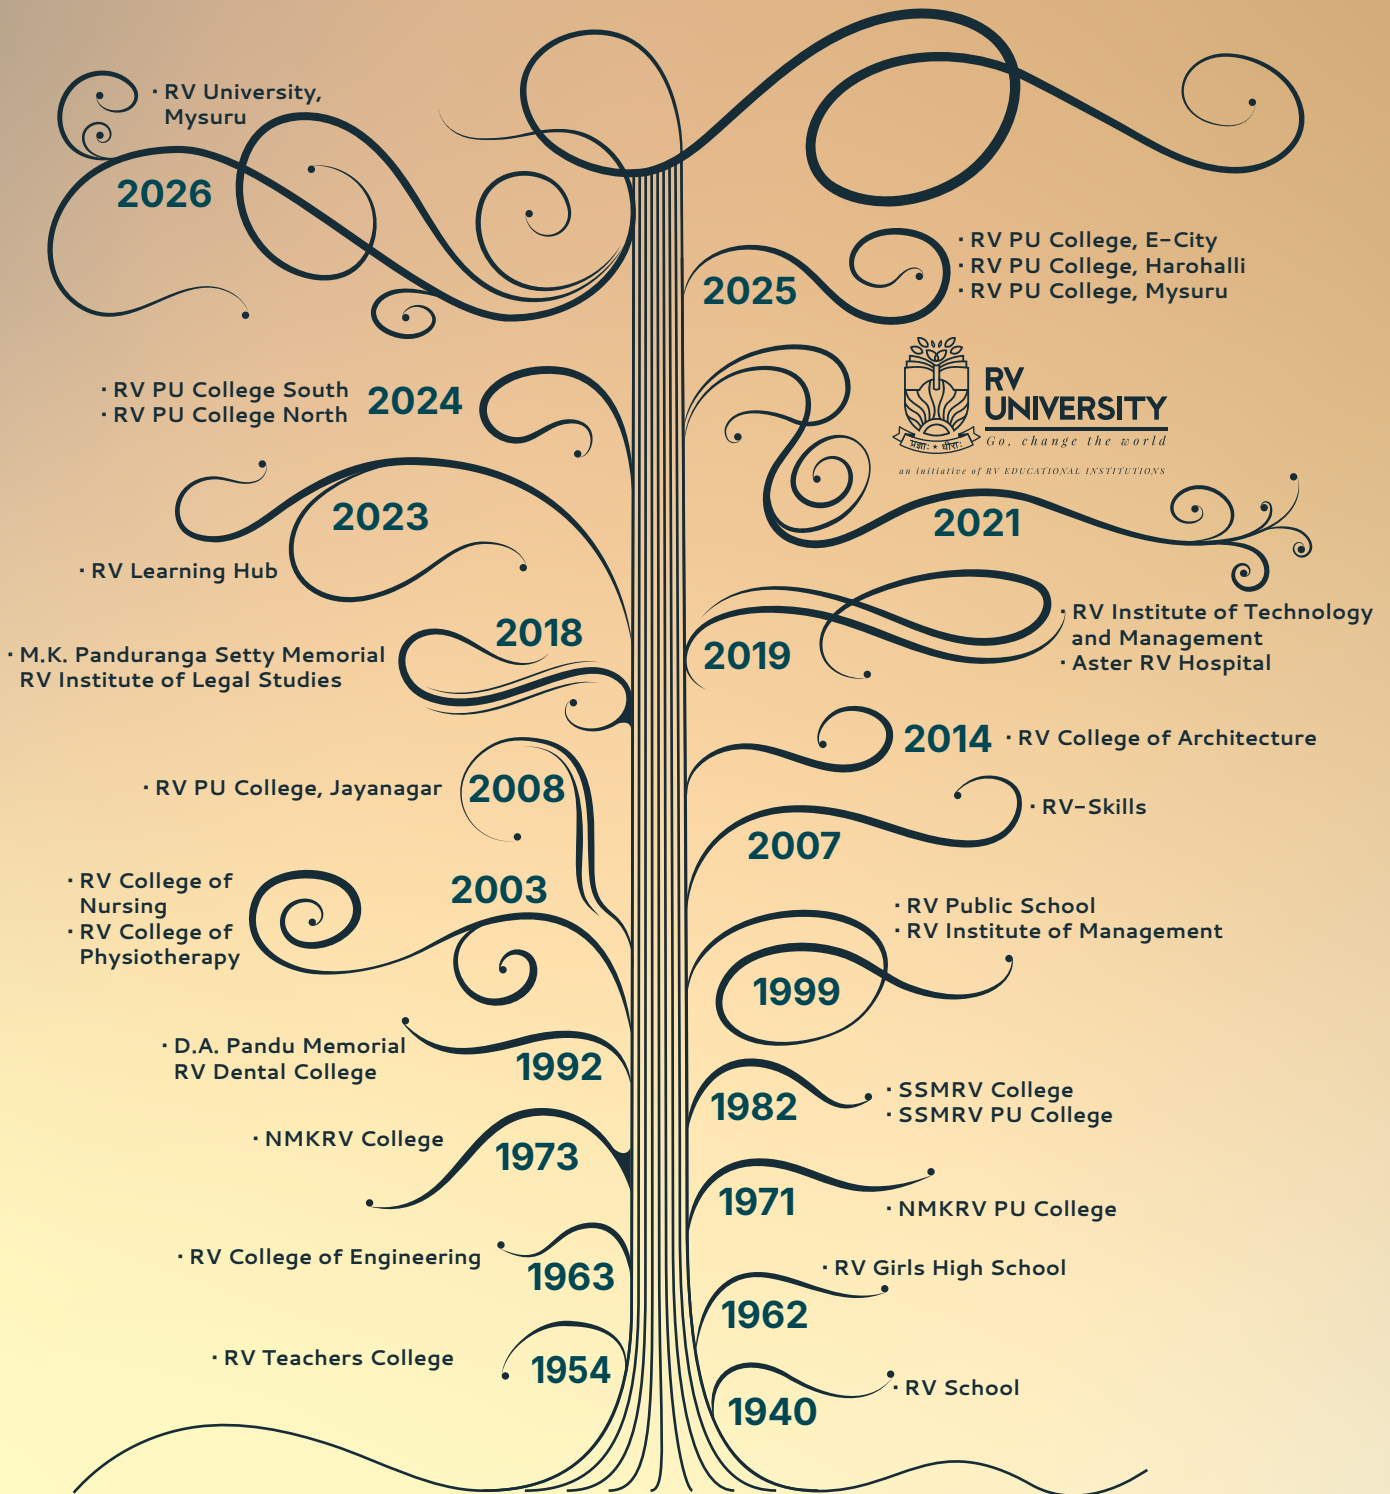 · RV University,
Mysuru
2026
· RV PU College, E-City
· RV PU College, Harohalli
· RV PU College, Mysuru
2025
· RV PU College South
· RV PU College North
2024
RV
UNIVERSITY
Go, change the world
प्रज्ञाः ★ धीराः
an initiative of RV EDUCATIONAL INSTITUTIONS
2023
2021
· RV Learning Hub
2018
· M.K. Panduranga Setty Memorial
RV Institute of Legal Studies
2019
· RV Institute of Technology
and Management
· Aster RV Hospital
2014
· RV College of Architecture
· RV PU College, Jayanagar
2008
· RV-Skills
2007
· RV College of
Nursing
· RV College of
Physiotherapy
2003
· RV Public School
· RV Institute of Management
1999
· D.A. Pandu Memorial
RV Dental College
1992
1982
· SSMRV College
· SSMRV PU College
· NMKRV College
1973
1971
· NMKRV PU College
· RV College of Engineering
1963
· RV Girls High School
1962
· RV Teachers College
1954
· RV School
1940